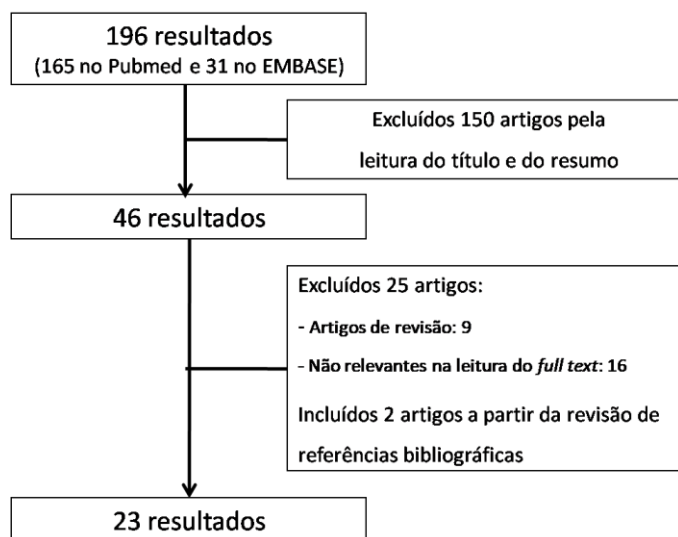 196 resultados
(165 no Pubmed e 31 no EMBASE)
Excluídos 150 artigos pela
leitura do título e do resumo
46 resultados
Excluídos 25 artigos:
- Artigos de revisão: 9
- Não relevantes na leitura do full text: 16
Incluídos 2 artigos a partir da revisão de
referências bibliográficas
23 resultados